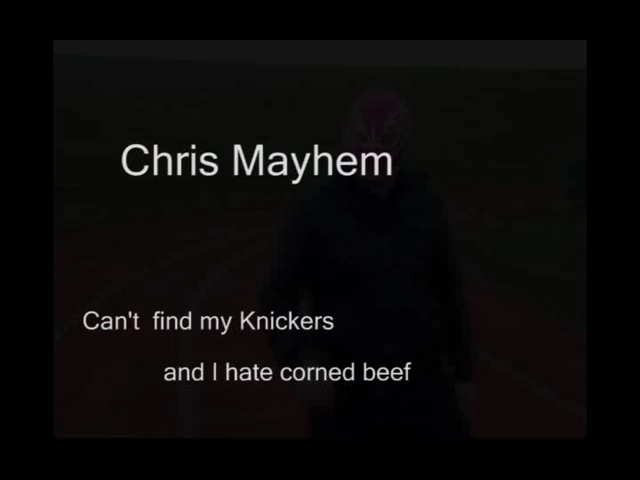 Chris Mayhem
Can't find my Knickers
and I hate corned beef